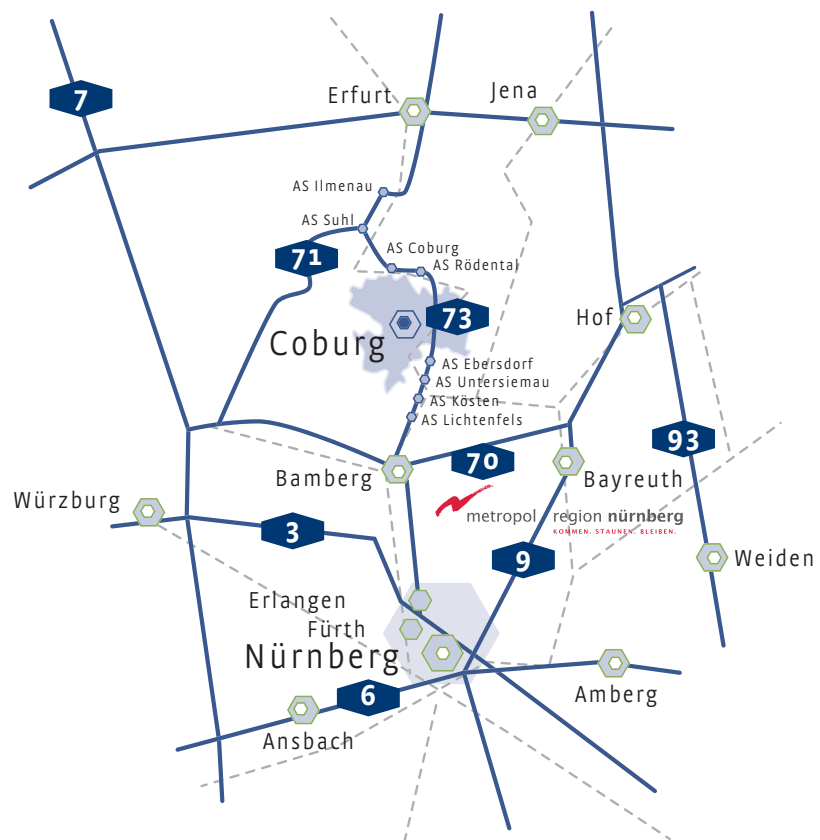 7
Erfurt
Jena
AS Ilmenau
AS Suhl
71
AS Coburg
AS Rödental
73
Coburg
Hof
AS Ebersdorf
AS Untersiemau
AS Kösten
AS Lichtenfels
93
Bamberg
70
Bayreuth
Würzburg
metropol region nürnberg
KOMMEN. STAUNEN. BLEIBEN.
3
9
Weiden
Erlangen
Fürth
Nürnberg
6
Amberg
Ansbach